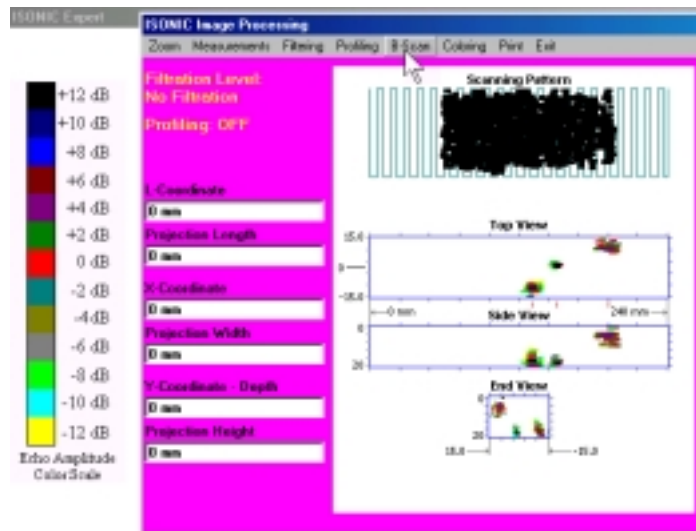 ISONIC Expert
ISONIC Image Processing
Zoom Measurements Filtering Profiling B-Scan Coloring Print Exit
Filtration Level:
No Filtration
Profiling: OFF
L-Coordinate
0 mm
Projection Length
0 mm
X-Coordinate
0 mm
Projection Width
0 mm
Y-Coordinate - Depth
0 mm
Projection Height
0 mm
+12 dB
+10 dB
+8 dB
+6 dB
+4 dB
+2 dB
0 dB
-2 dB
-4 dB
-6 dB
-8 dB
-10 dB
-12 dB
Echo Amplitude
Color Scale
Scanning Pattern
Top View
15.0
0
-15.0
0 mm
240 mm
Side View
0
20
End View
0
20
15.0
-15.0